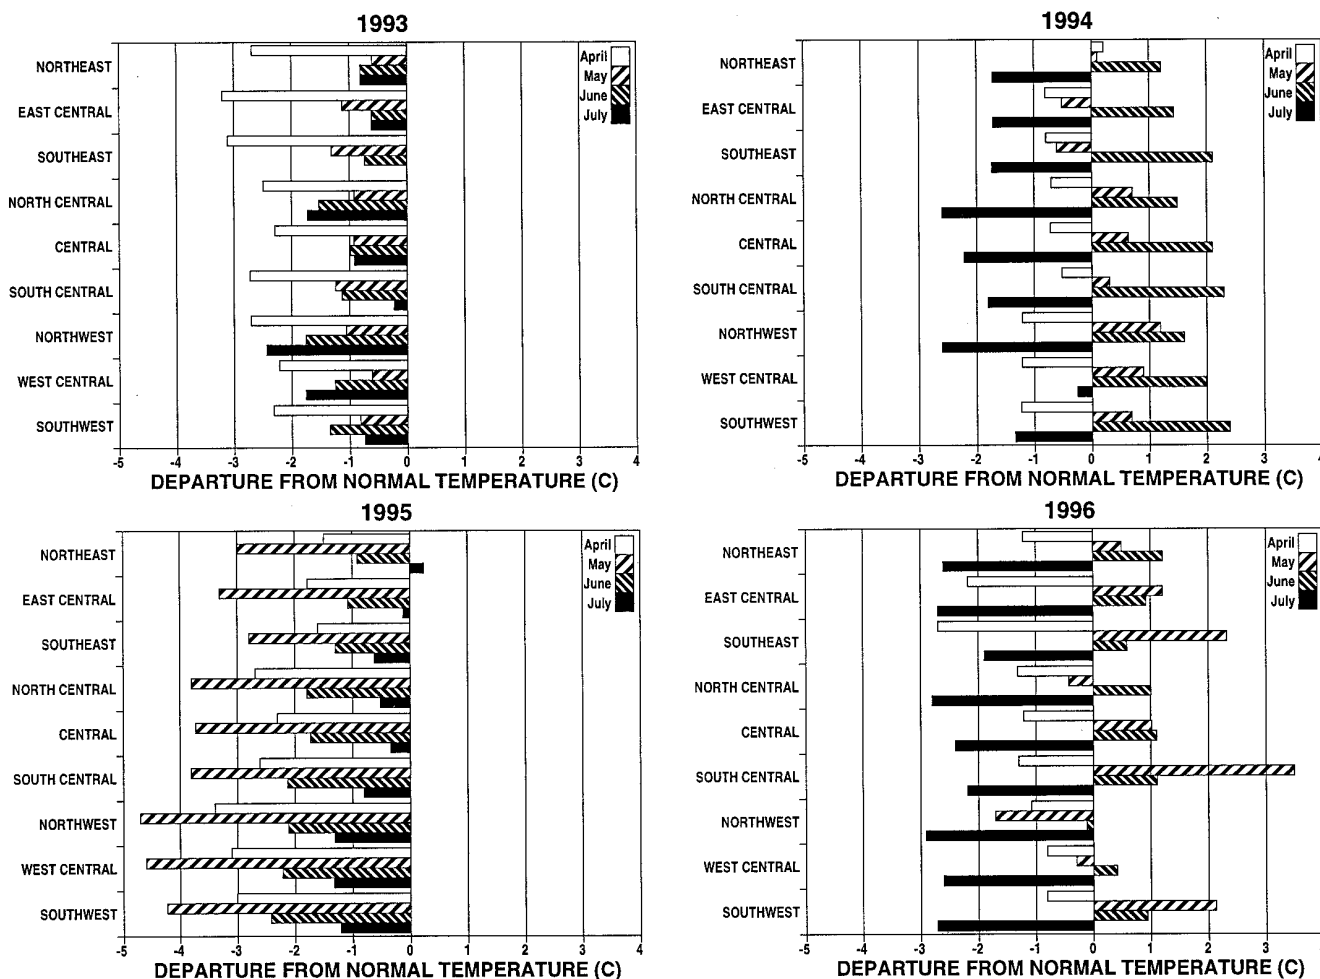 1993
NORTHEAST
EAST CENTRAL
SOUTHEAST
NORTH CENTRAL
CENTRAL
SOUTH CENTRAL
NORTHWEST
WEST CENTRAL
SOUTHWEST
April
May
June
July
-5 -4 -3 -2 -1 0 1 2 3 4
DEPARTURE FROM NORMAL TEMPERATURE (C)
1994
NORTHEAST
EAST CENTRAL
SOUTHEAST
NORTH CENTRAL
CENTRAL
SOUTH CENTRAL
NORTHWEST
WEST CENTRAL
SOUTHWEST
April
May
June
July
-5 -4 -3 -2 -1 0 1 2 3 4
DEPARTURE FROM NORMAL TEMPERATURE (C)
1995
NORTHEAST
EAST CENTRAL
SOUTHEAST
NORTH CENTRAL
CENTRAL
SOUTH CENTRAL
NORTHWEST
WEST CENTRAL
SOUTHWEST
April
May
June
July
-5 -4 -3 -2 -1 0 1 2 3 4
DEPARTURE FROM NORMAL TEMPERATURE (C)
1996
NORTHEAST
EAST CENTRAL
SOUTHEAST
NORTH CENTRAL
CENTRAL
SOUTH CENTRAL
NORTHWEST
WEST CENTRAL
SOUTHWEST
April
May
June
July
-5 -4 -3 -2 -1 0 1 2 3 4
DEPARTURE FROM NORMAL TEMPERATURE (C)